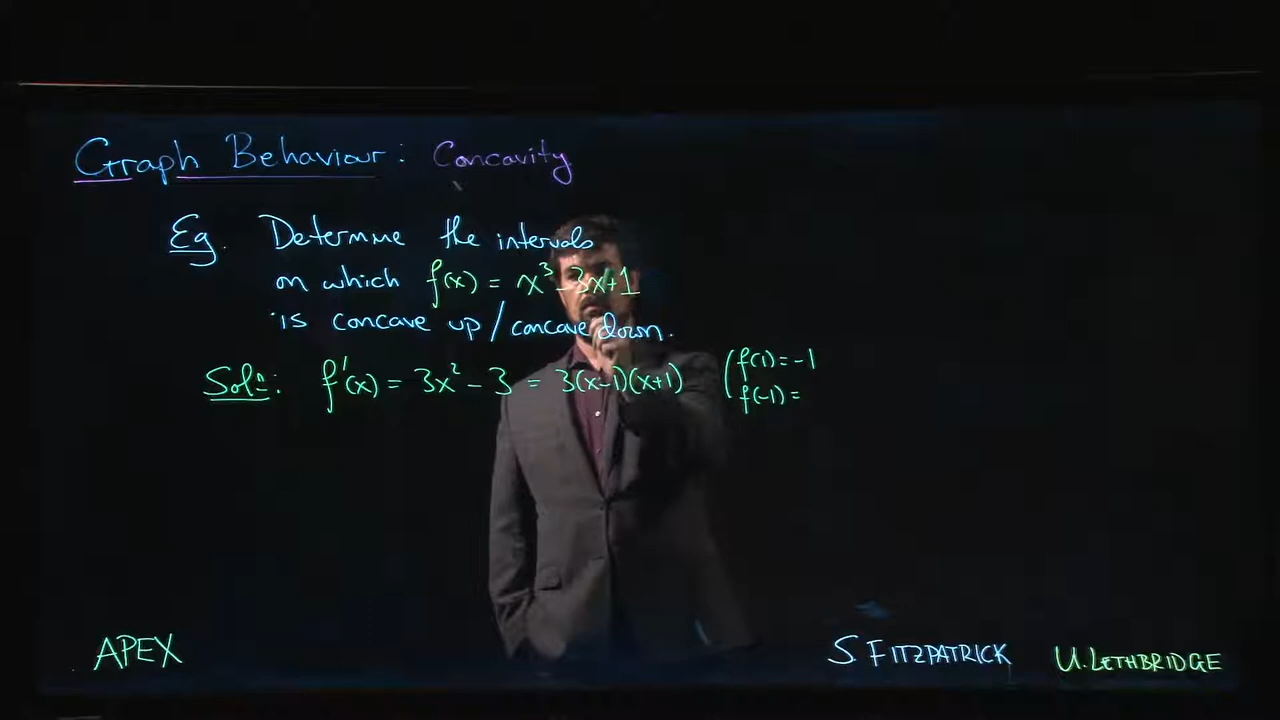 Graph Behaviour: Concavity
Eg. Determine the intervals
on which f(x) = x³-3x+1
is concave up/concave down.
Solⁿ: f'(x) = 3x² - 3 = 3(x-1)(x+1) (f(1) = -1
f(-1) =
APEX S. FITZPATRICK U. LETHBRIDGE